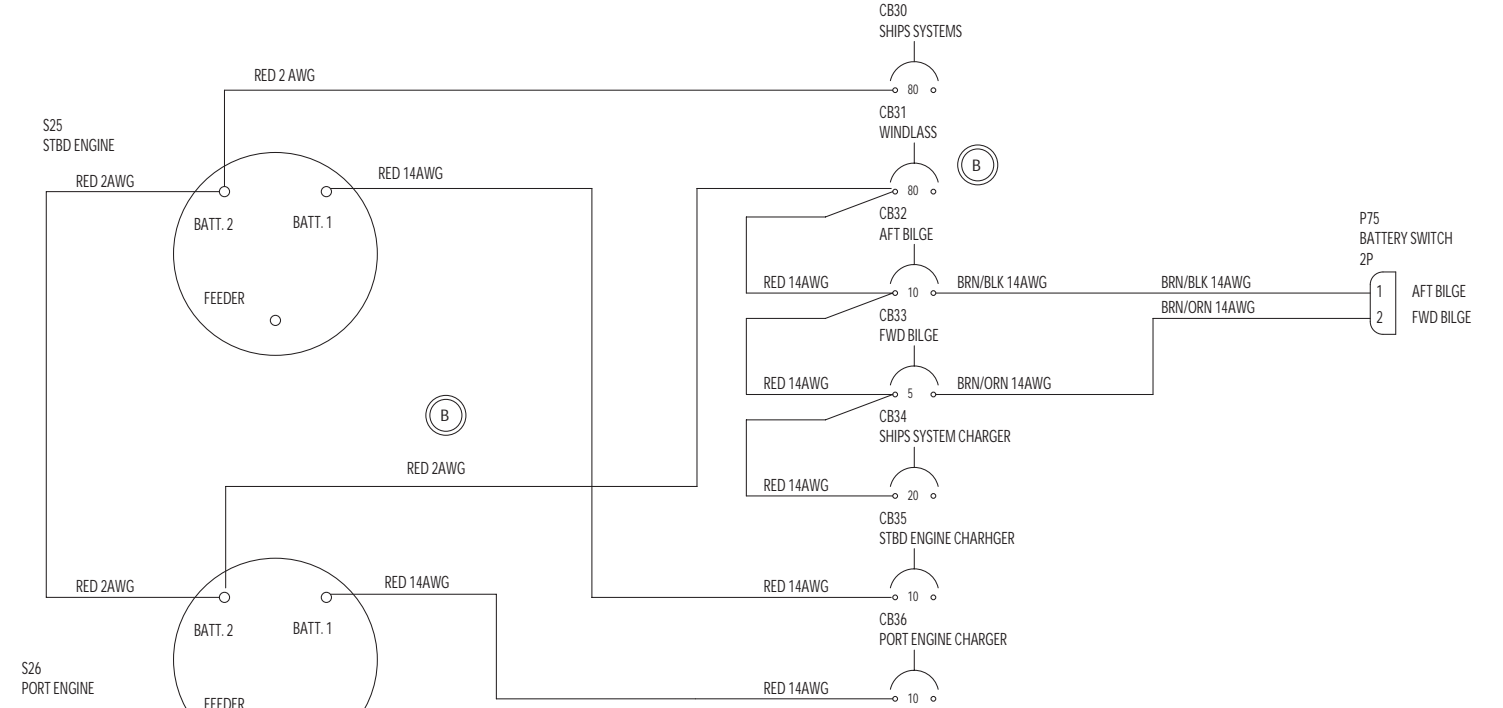 CB30
SHIPS SYSTEMS
RED 2 AWG
80
S25
STBD ENGINE
CB31
WINDLASS
RED 2AWG
RED 14AWG
80
B
BATT. 2
BATT. 1
CB32
AFT BILGE
P75
BATTERY SWITCH
2P
RED 14AWG
10
BRN/BLK 14AWG
BRN/BLK 14AWG
1
AFT BILGE
FEEDER
BRN/ORN 14AWG
2
FWD BILGE
CB33
FWD BILGE
RED 14AWG
5
BRN/ORN 14AWG
B
CB34
SHIPS SYSTEM CHARGER
RED 2AWG
RED 14AWG
20
CB35
STBD ENGINE CHARHGER
RED 2AWG
RED 14AWG
RED 14AWG
10
BATT. 2
BATT. 1
CB36
PORT ENGINE CHARGER
S26
PORT ENGINE
RED 14AWG
10
FEEDER